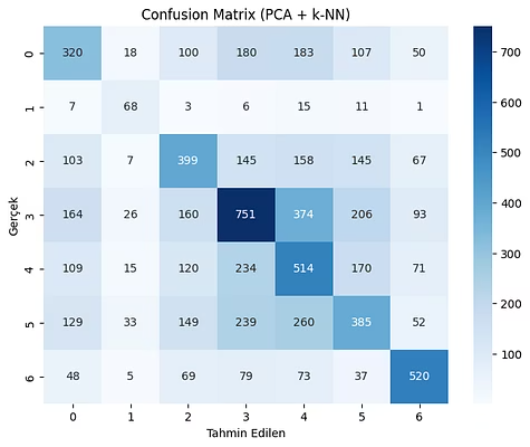 Confusion Matrix (PCA + k-NN)
0 320 18 100 180 183 107 50
1 7 68 3 6 15 11 1
2 103 7 399 145 158 145 67
3 164 26 160 751 374 206 93
4 109 15 120 234 514 170 71
5 129 33 149 239 260 385 52
6 48 5 69 79 73 37 520
0 1 2 3 4 5 6
Tahmin Edilen
Gerçek
700
600
500
400
300
200
100